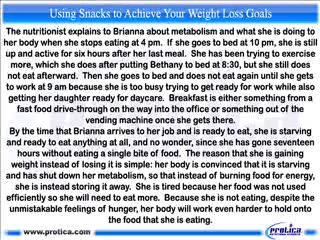 Using Snacks to Achieve Your Weight Loss Goals
The nutritionist explains to Brianna about metabolism and what she is doing to
her body when she stops eating at 4 pm.  If she goes to bed at 10 pm, she is still
up and active for six hours after her last meal.  She has been trying to exercise
more, which she does after putting Bethany to bed at 8:30, but she still does
not eat afterward.  Then she goes to bed and does not eat again until she gets
to work at 9 am because she is too busy trying to get ready for work while also
getting her daughter ready for daycare.  Breakfast is either something from a
fast food drive-through on the way into the office or something out of the
vending machine once she gets there.
By the time that Brianna arrives to her job and is ready to eat, she is starving
and ready to eat anything at all, and no wonder, since she has gone seventeen
hours without eating a single bite of food.  The reason that she is gaining
weight instead of losing it is simple: her body is convinced that it is starving
and has shut down her metabolism, so that instead of burning food for energy,
she is instead storing it away.  She is tired because her food was not used
efficiently so she will need to eat more.  Because she is not eating, despite the
unmistakable feelings of hunger, her body will work even harder to hold onto
the food that she is eating.
www.protica.com
protica